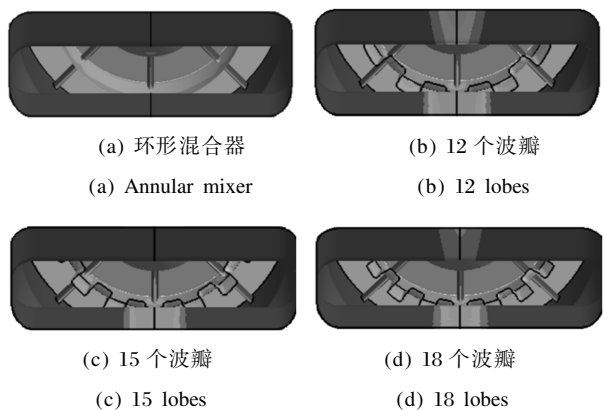 (a) 环形混合器
(a) Annular mixer
(b) 12 个波瓣
(b) 12 lobes
(c) 15 个波瓣
(c) 15 lobes
(d) 18 个波瓣
(d) 18 lobes